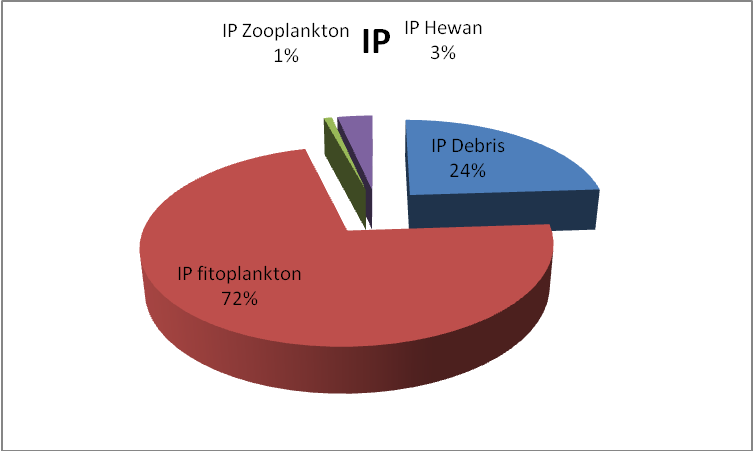 IP
IP Zooplankton
1%
IP Hewan
3%
IP Debris
24%
IP fitoplankton
72%